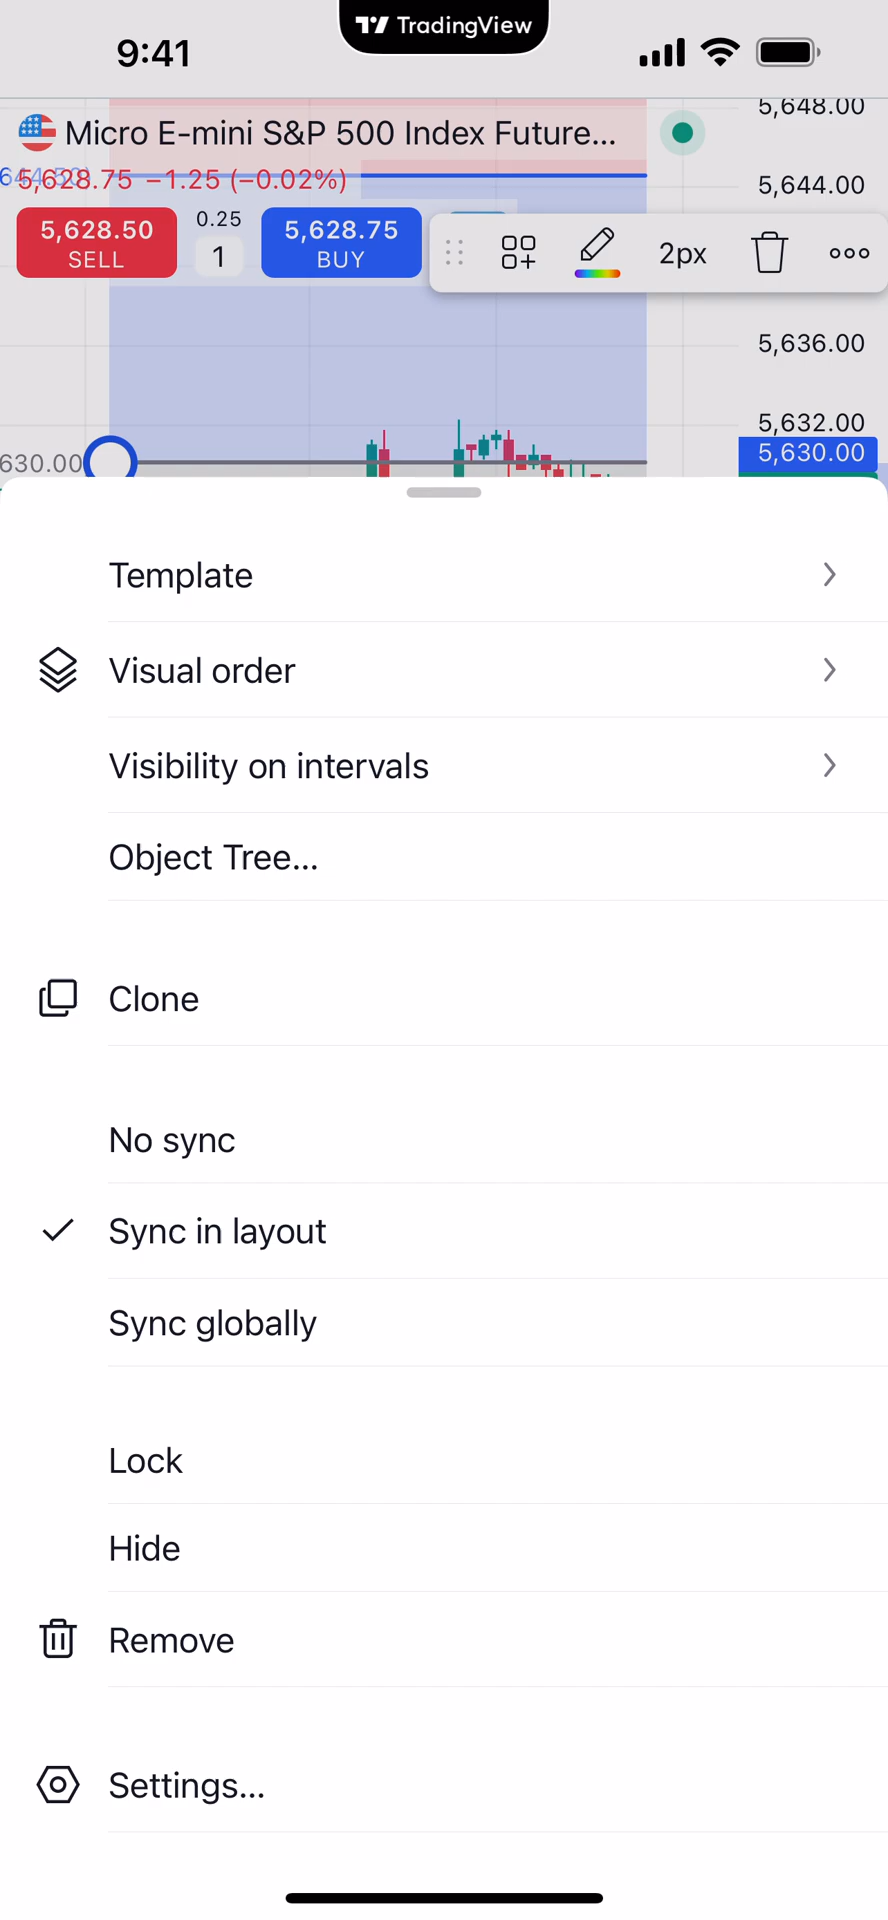 TradingView
9:41
5,648.00
Micro E-mini S&P 500 Index Future...
5,628.75 −1.25 (−0.02%)
5,644.00
5,628.50
SELL
0.25
1
5,628.75
BUY
2px
5,636.00
5,632.00
5,630.00
630.00
Template
Visual order
Visibility on intervals
Object Tree...
Clone
No sync
Sync in layout
Sync globally
Lock
Hide
Remove
Settings...